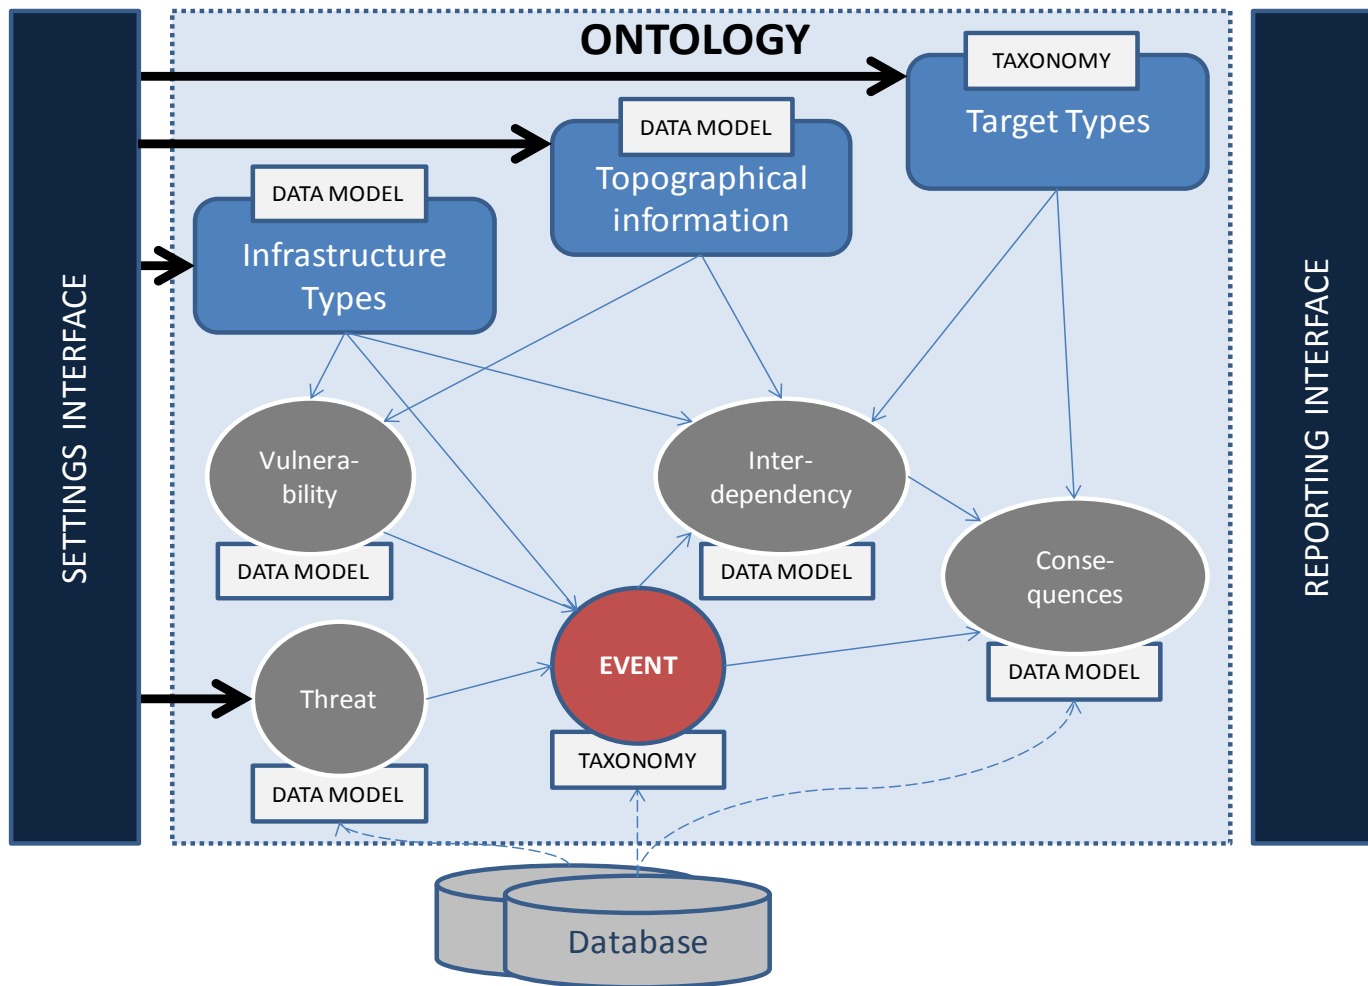 ONTOLOGY
SETTINGS INTERFACE
REPORTING INTERFACE
TAXONOMY
Target Types
DATA MODEL
Topographical
information
DATA MODEL
Infrastructure
Types
Vulnera-
bility
DATA MODEL
Inter-
dependency
DATA MODEL
Conse-
quences
DATA MODEL
EVENT
TAXONOMY
Threat
DATA MODEL
Database